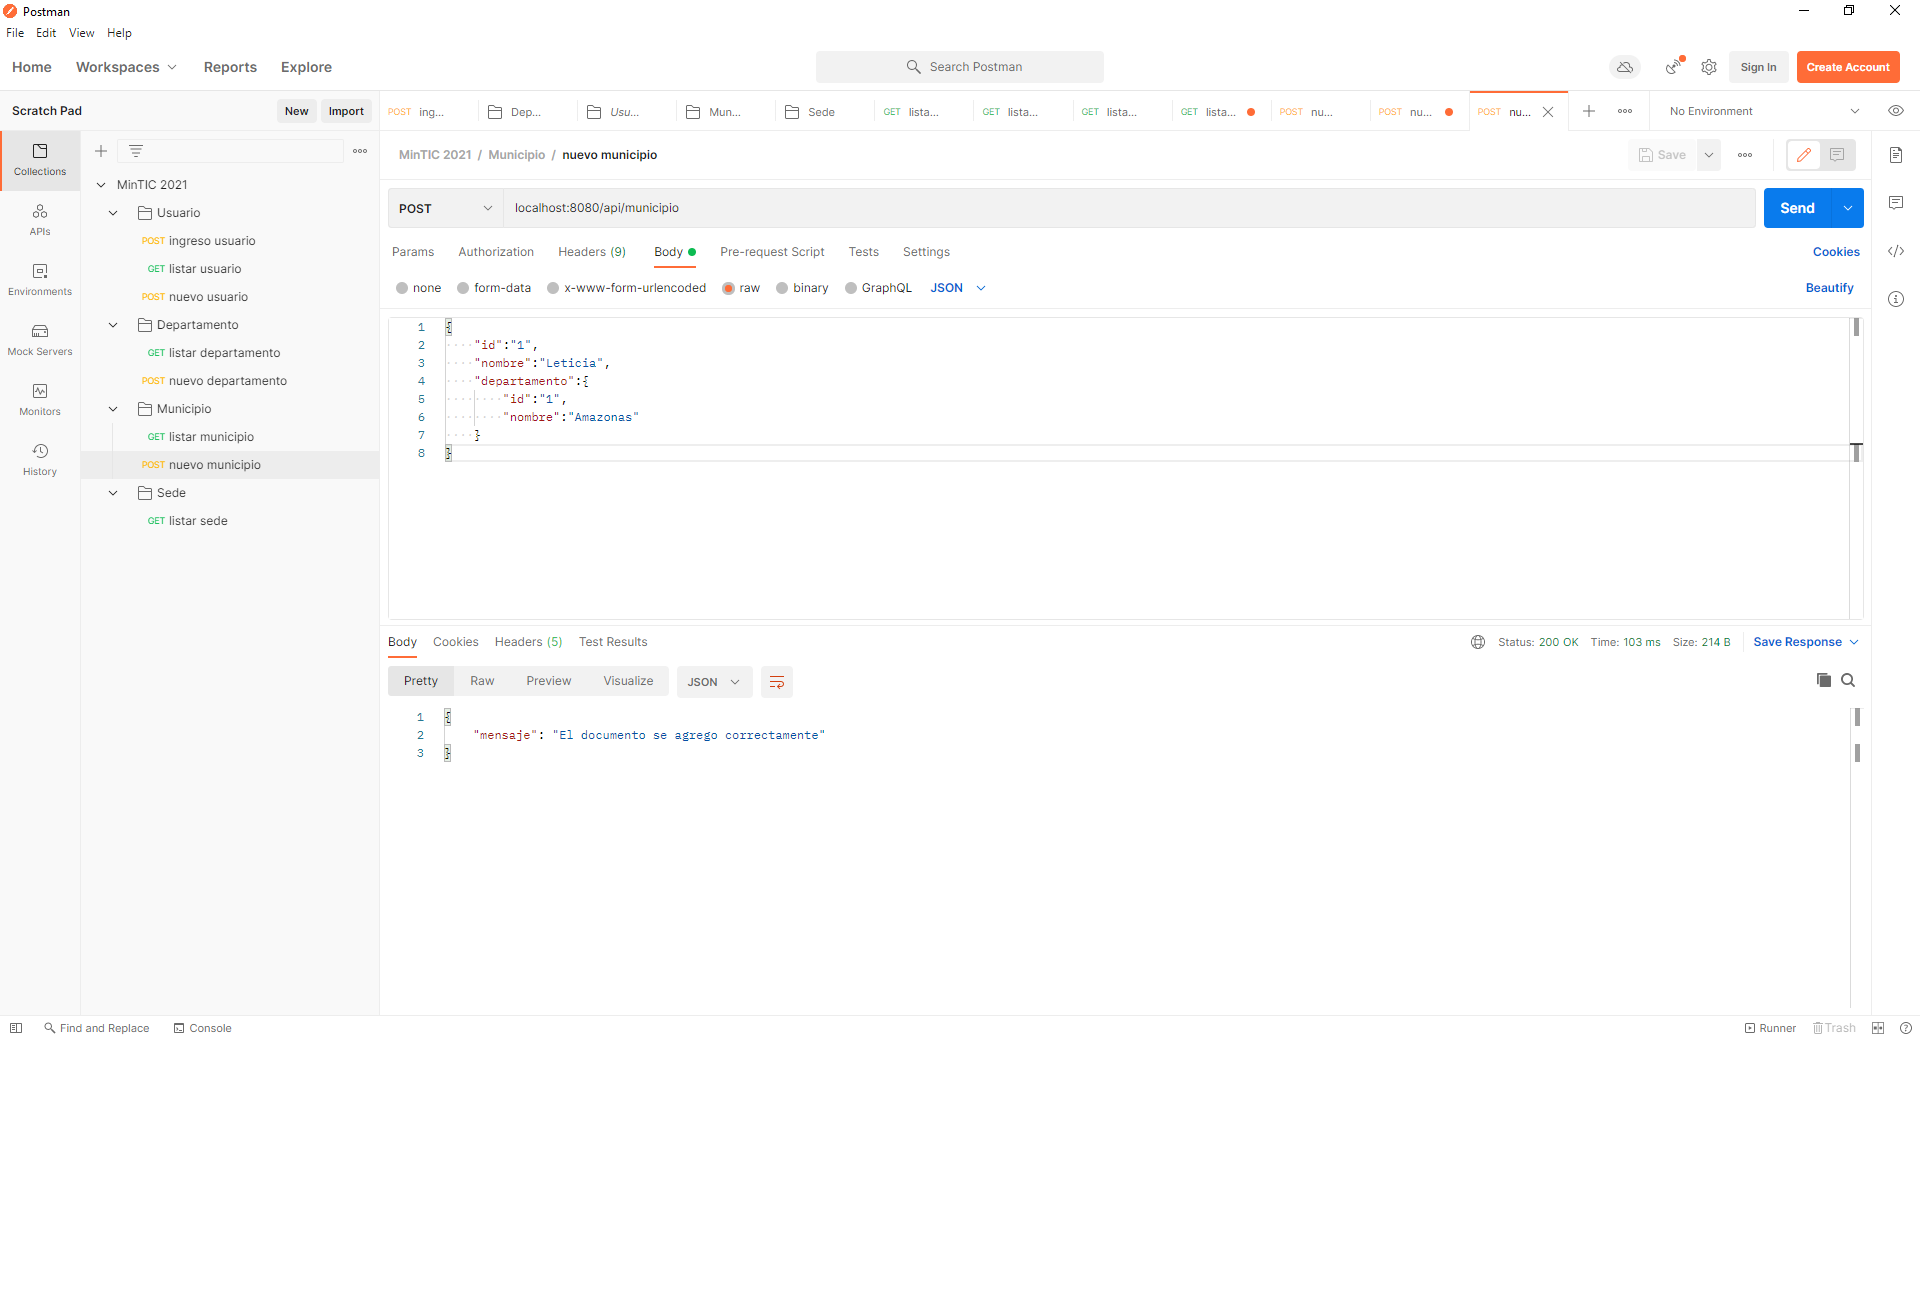 Postman
File Edit View Help
Home Workspaces Reports Explore Search Postman Sign In Create Account
Scratch Pad New Import
POST ing... Dep... Usu... Mun... Sede GET lista... GET lista... GET lista... GET lista... POST nu... POST nu... POST nu... No Environment
Collections
APIs
Environments
Mock Servers
Monitors
History
MinTIC 2021
Usuario
POST ingreso usuario
GET listar usuario
POST nuevo usuario
Departamento
GET listar departamento
POST nuevo departamento
Municipio
GET listar municipio
POST nuevo municipio
Sede
GET listar sede
MinTIC 2021 / Municipio / nuevo municipio Save
POST localhost:8080/api/municipio Send
Params Authorization Headers (9) Body Pre-request Script Tests Settings Cookies
none form-data x-www-form-urlencoded raw binary GraphQL JSON Beautify
1 {
2 "id":"1",
3 "nombre":"Leticia",
4 "departamento":{
5 "id":"1",
6 "nombre":"Amazonas"
7 }
8 }
Body Cookies Headers (5) Test Results Status: 200 OK Time: 103 ms Size: 214 B Save Response
Pretty Raw Preview Visualize JSON
1 {
2 "mensaje": "El documento se agrego correctamente"
3 }
Find and Replace Console Runner Trash